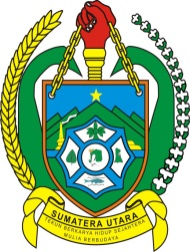 SUMATERA UTARA
TEKUN BERKARYA HIDUP SEJAHTERA
MULIA BERBUDAYA